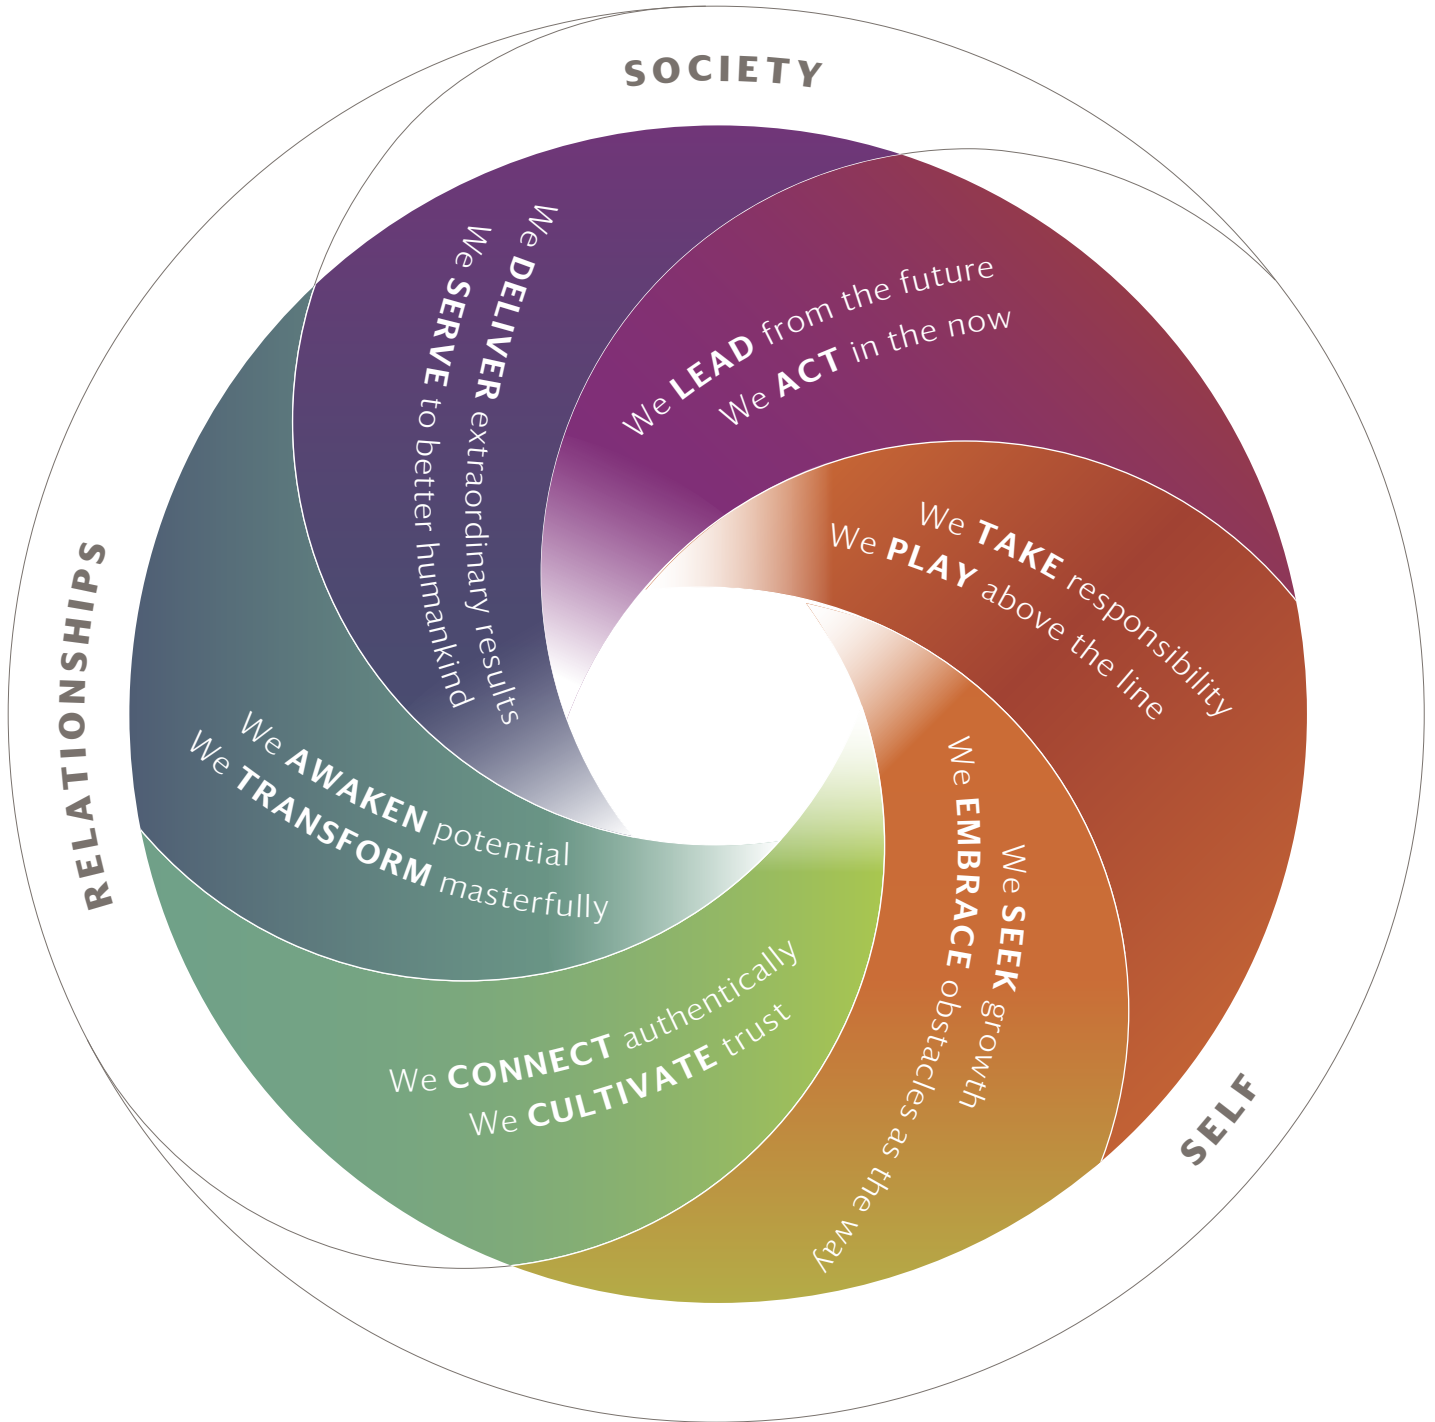 SOCIETY
We LEAD from the future
We ACT in the now
We TAKE responsibility
We PLAY above the line
SELF
We SEEK growth
We EMBRACE obstacles as the way
We CONNECT authentically
We CULTIVATE trust
RELATIONSHIPS
We AWAKEN potential
We TRANSFORM masterfully
We DELIVER extraordinary results
We SERVE to better humankind